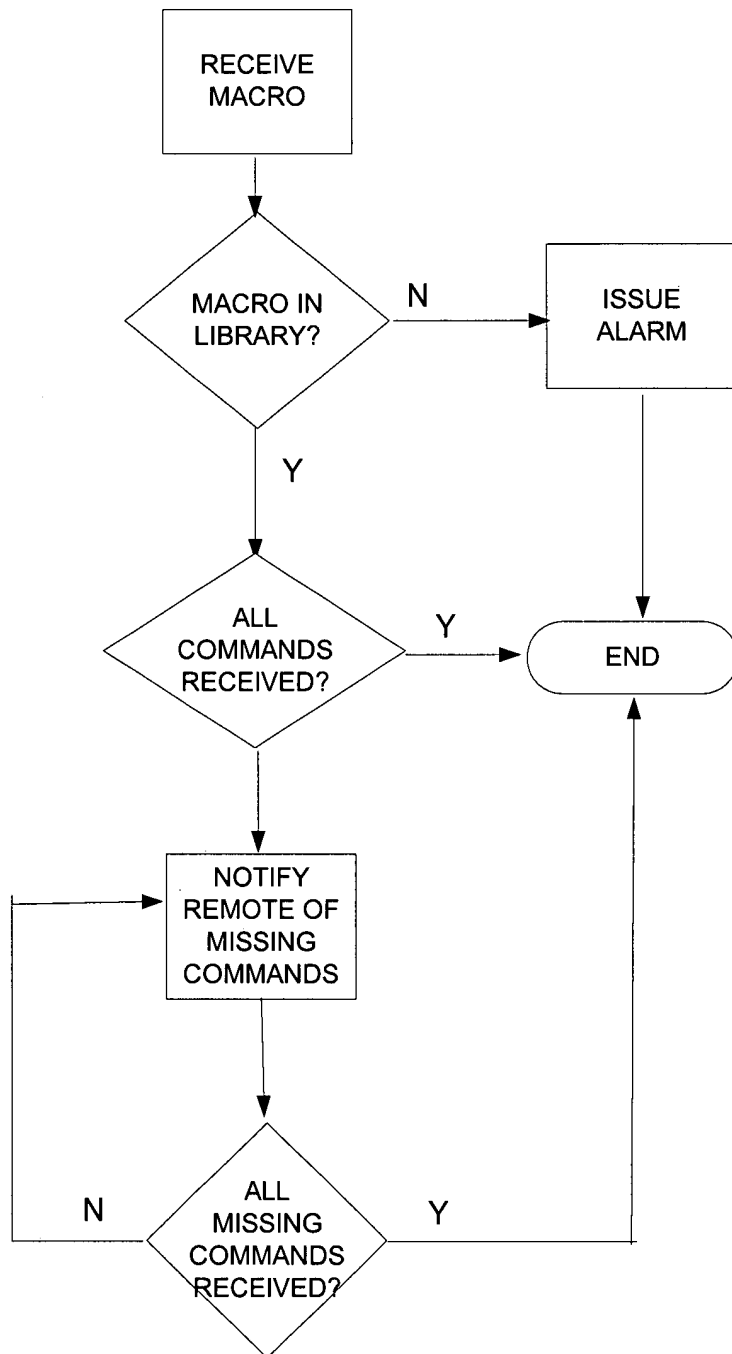 RECEIVE
MACRO
MACRO IN
LIBRARY?
N
ISSUE
ALARM
Y
ALL
COMMANDS
RECEIVED?
Y
END
NOTIFY
REMOTE OF
MISSING
COMMANDS
N
ALL
MISSING
COMMANDS
RECEIVED?
Y